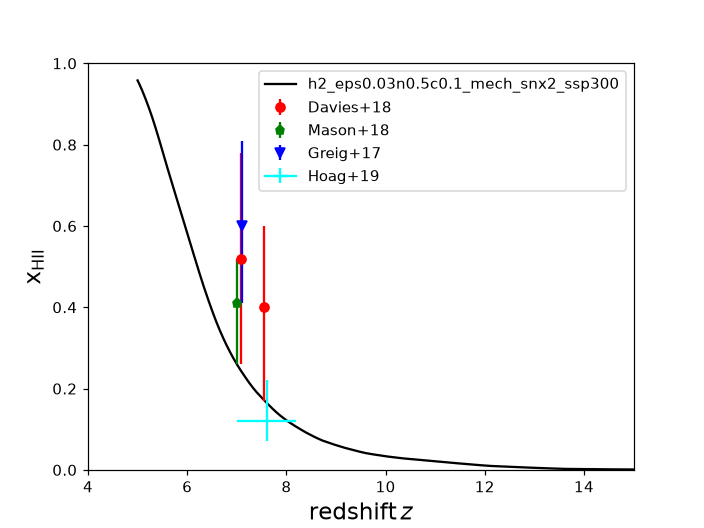 1.0
0.8
0.6
0.4
0.2
0.0
xHII
h2_eps0.03n0.5c0.1_mech_snx2_ssp300
Davies+18
Mason+18
Greig+17
Hoag+19
4 6 8 10 12 14
redshift z